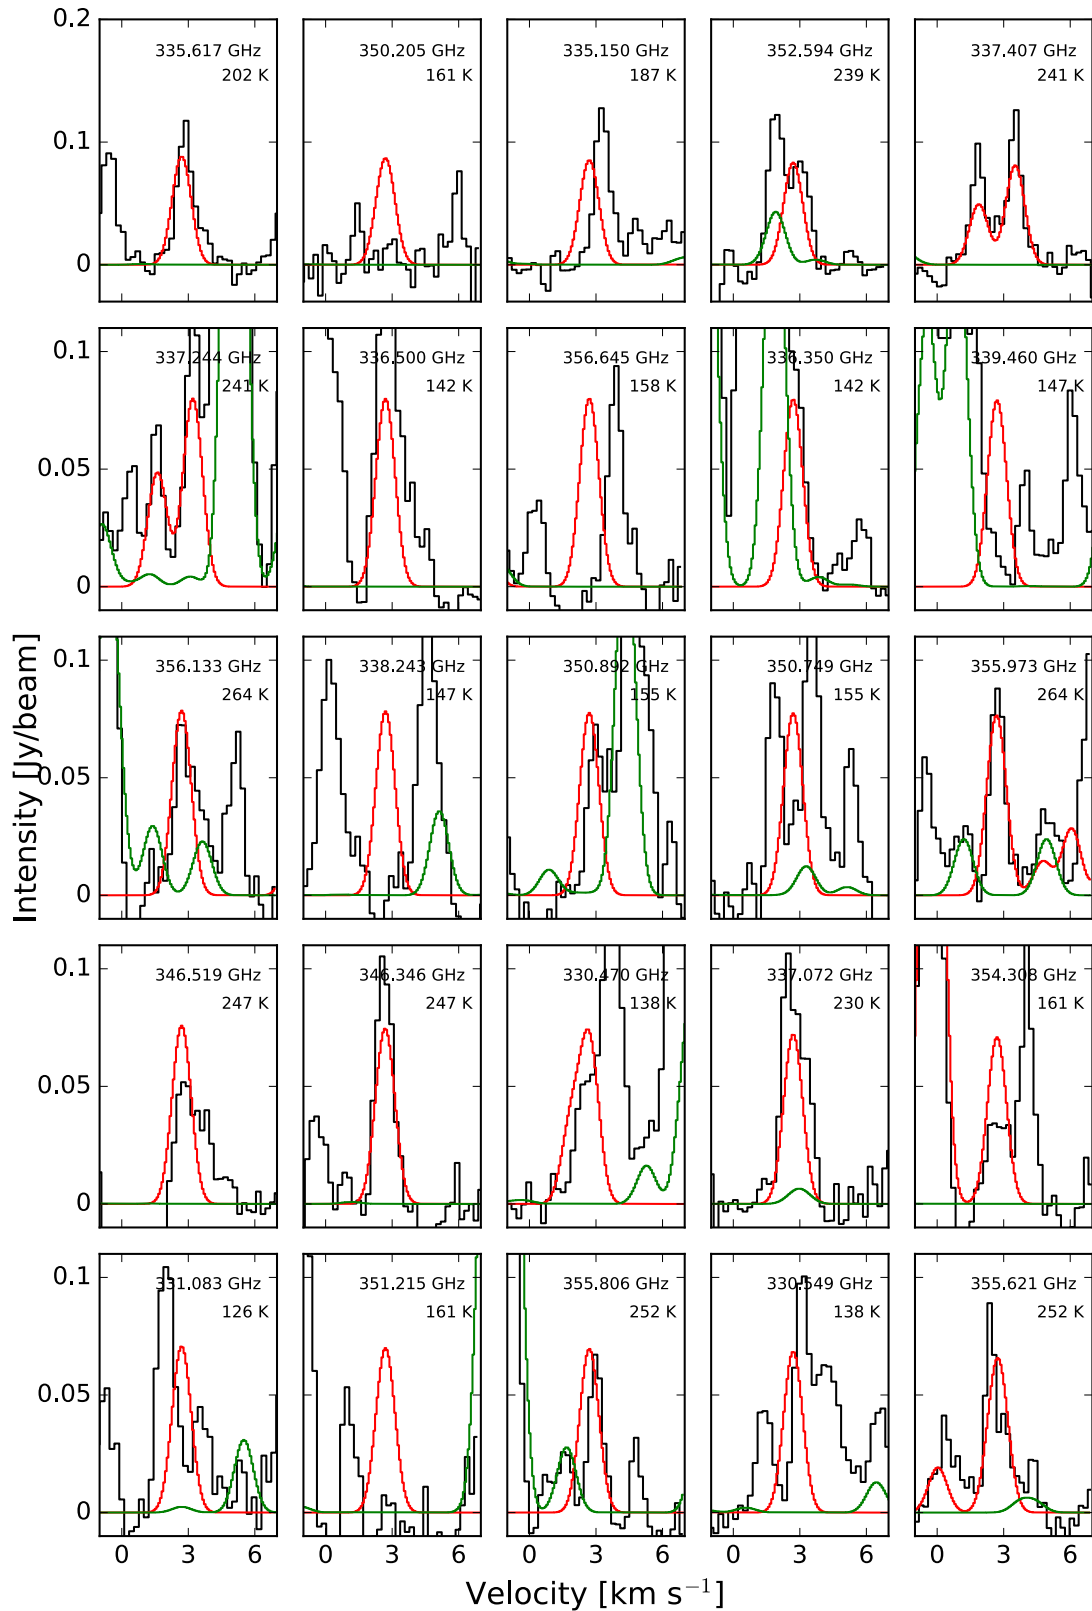 0.2
335.617 GHz 350.205 GHz 335.150 GHz 352.594 GHz 337.407 GHz
202 K 161 K 187 K 239 K 241 K
0.1
0
0.1
337.244 GHz 336.500 GHz 356.645 GHz 336.350 GHz 339.460 GHz
241 K 142 K 158 K 142 K 147 K
0.05
0
Intensity [Jy/beam]
0.1
356.133 GHz 338.243 GHz 350.892 GHz 350.749 GHz 355.973 GHz
264 K 147 K 155 K 155 K 264 K
0.05
0
0.1
346.519 GHz 346.346 GHz 330.470 GHz 337.072 GHz 354.308 GHz
247 K 247 K 138 K 230 K 161 K
0.05
0
0.1
331.083 GHz 351.215 GHz 355.806 GHz 330.549 GHz 355.621 GHz
126 K 161 K 252 K 138 K 252 K
0.05
0
0 3 6 0 3 6 0 3 6 0 3 6 0 3 6
Velocity [km s⁻¹]